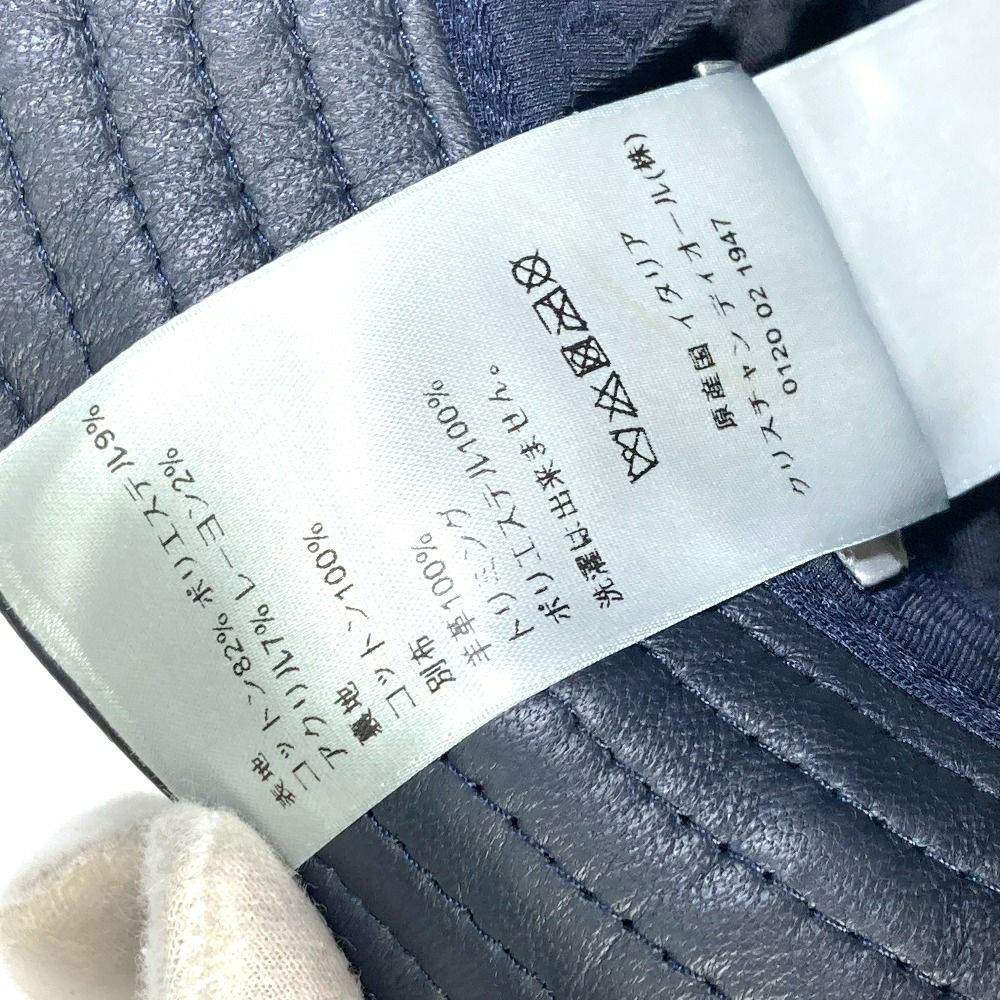 表地
コットン82% ポリエステル9%
アクリル7% レーヨン2%
裏地
コットン100%
別布
羊革100%
トリミング
ポリエステル100%
洗濯は出来ません。
原産国 イタリア
クリスチャン ディオール(株)
0120 02 1947